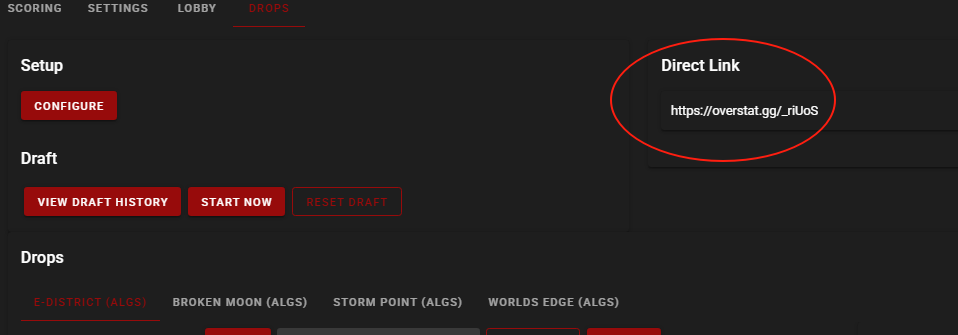 SCORING SETTINGS LOBBY DROPS
Setup
CONFIGURE
Direct Link
https://overstat.gg/_riUoS
Draft
VIEW DRAFT HISTORY START NOW RESET DRAFT
Drops
E-DISTRICT (ALGS) BROKEN MOON (ALGS) STORM POINT (ALGS) WORLDS EDGE (ALGS)